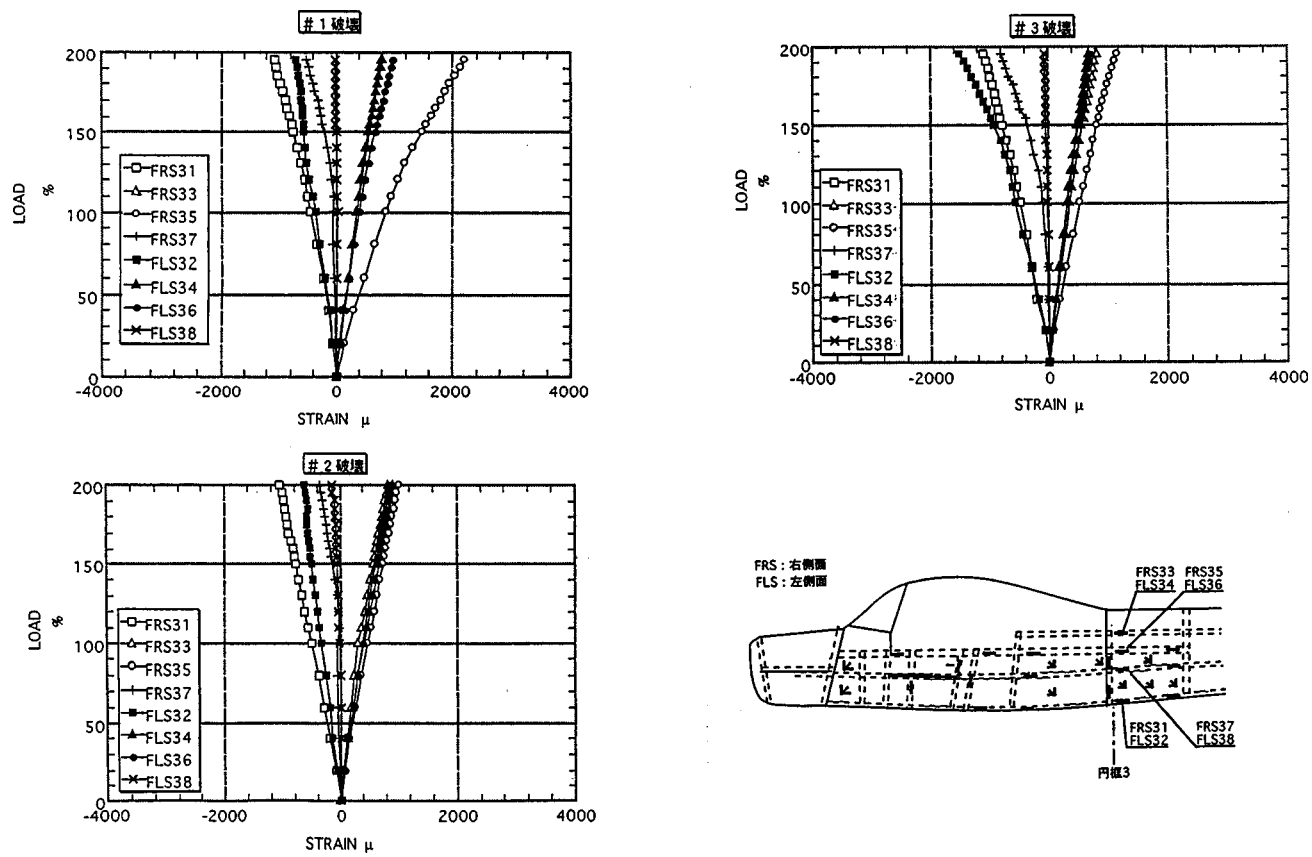 # 1 破壊
200
150
100
50
0
LOAD
%
FRS31
FRS33
FRS35
FRS37
FLS32
FLS34
FLS36
FLS38
-4000
-2000
0
2000
4000
STRAIN μ
# 3 破壊
200
150
100
50
0
LOAD
%
FRS31
FRS33
FRS35
FRS37
FLS32
FLS34
FLS36
FLS38
-4000
-2000
0
2000
4000
STRAIN μ
# 2 破壊
200
150
100
50
0
LOAD
%
FRS31
FRS33
FRS35
FRS37
FLS32
FLS34
FLS36
FLS38
-4000
-2000
0
2000
4000
STRAIN μ
FRS : 右側面
FLS : 左側面
FRS33
FLS34
FRS35
FLS36
FRS31
FLS32
FRS37
FLS38
円框3